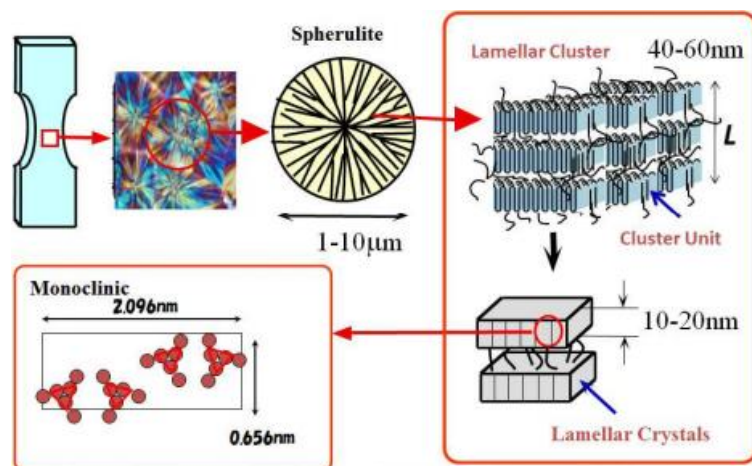 Spherulite
1-10μm
Lamellar Cluster
40-60nm
L
Cluster Unit
10-20nm
Lamellar Crystals
Monoclinic
2.096nm
0.656nm